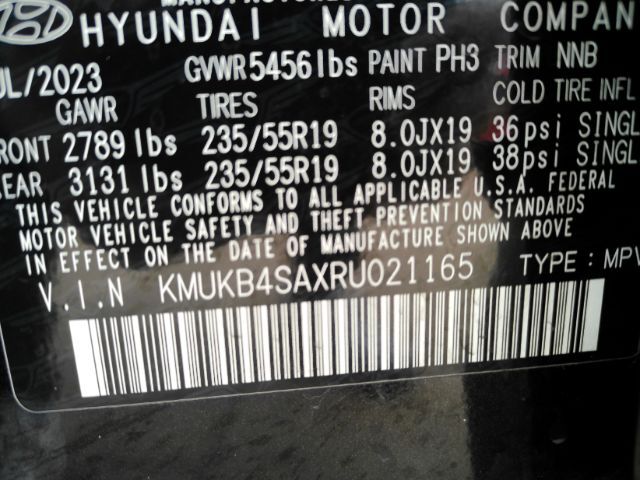 HYUNDAI MOTOR COMPAN
UL/2023 GVWR 5456 lbs PAINT PH3 TRIM NNB
GAWR TIRES RIMS COLD TIRE INFL
FRONT 2789 lbs 235/55R19 8.0JX19 36psi SINGL
REAR 3131 lbs 235/55R19 8.0JX19 38psi SINGL
THIS VEHICLE CONFORMS TO ALL APPLICABLE U.S.A. FEDERAL
MOTOR VEHICLE SAFETY AND THEFT PREVENTION STANDARDS
IN EFFECT ON THE DATE OF MANUFACTURE SHOWN ABOVE
V.I.N KMUKB4SAXRU021165 TYPE : MPV